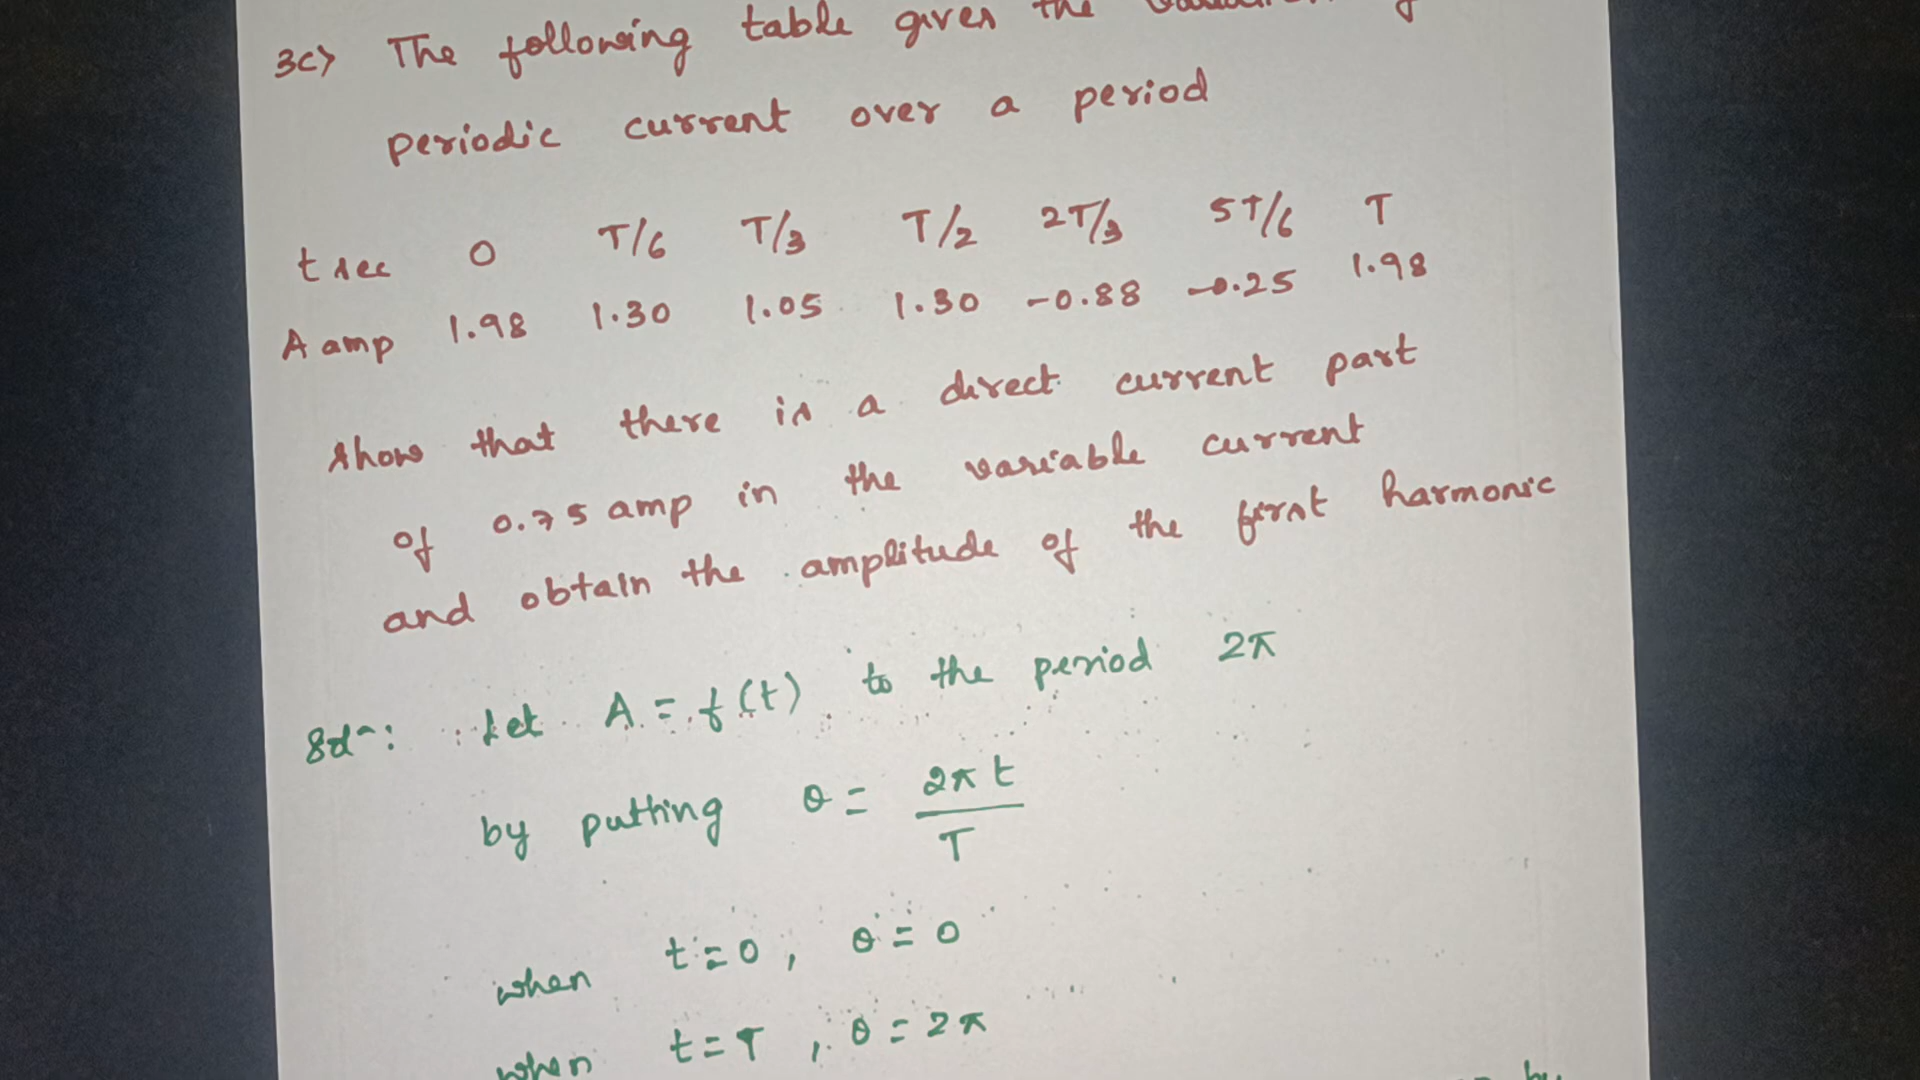 3c> The following table gives the
periodic current over a period
t sec 0 T/6 T/3 T/2 2T/3 5T/6 T
A amp 1.98 1.30 1.05 1.30 -0.88 -0.25 1.98
show that there is a direct current part
of 0.75 amp in the variable current
and obtain the amplitude of the first harmonic
Solⁿ: Let A = f(t) to the period 2π
by putting θ = 2πt/T
when t = 0, θ = 0
when t = T, θ = 2π
by